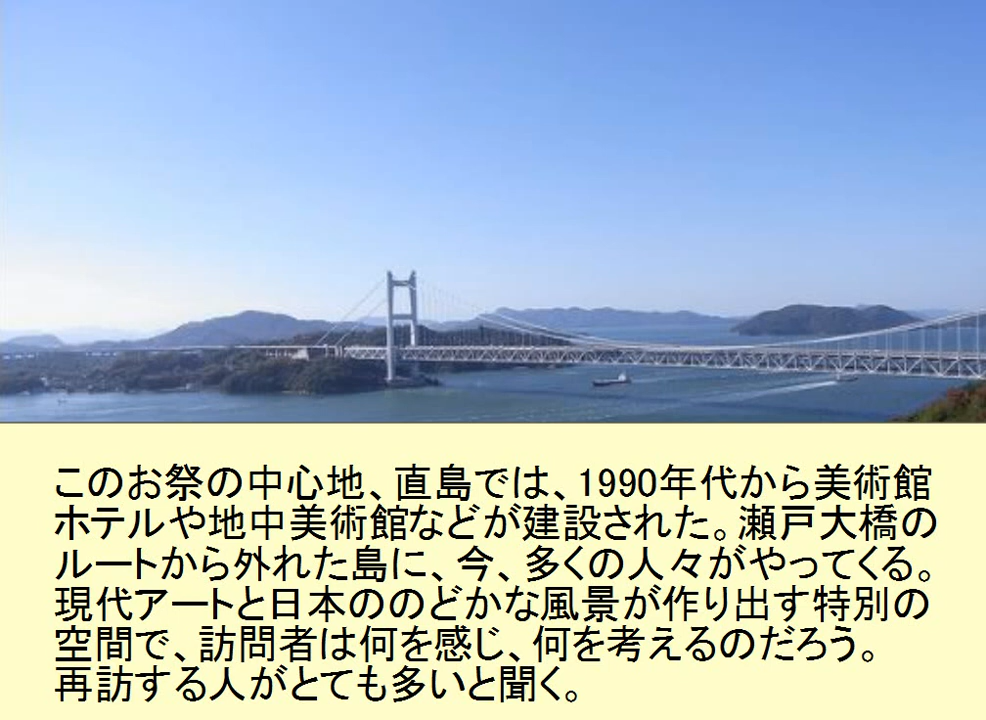 このお祭の中心地、直島では、1990年代から美術館
ホテルや地中美術館などが建設された。瀬戸大橋の
ルートから外れた島に、今、多くの人々がやってくる。
現代アートと日本ののどかな風景が作り出す特別の
空間で、訪問者は何を感じ、何を考えるのだろう。
再訪する人がとても多いと聞く。